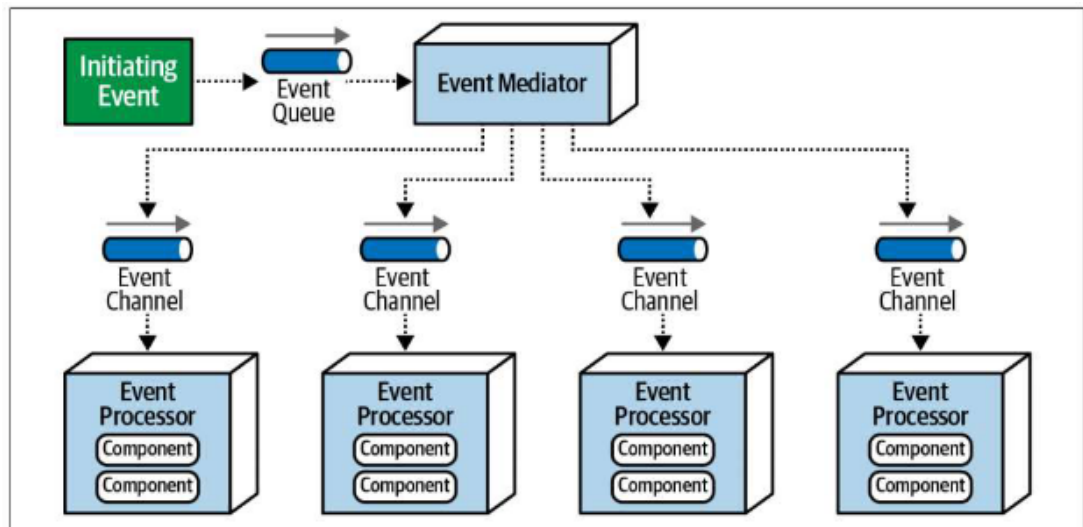 Initiating
Event
Event
Queue
Event Mediator
Event
Channel
Event
Channel
Event
Channel
Event
Channel
Event
Processor
Component
Component
Event
Processor
Component
Component
Event
Processor
Component
Component
Event
Processor
Component
Component